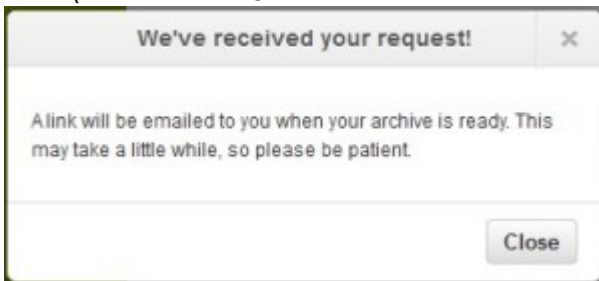 We've received your request!
A link will be emailed to you when your archive is ready. This
may take a little while, so please be patient.
Close